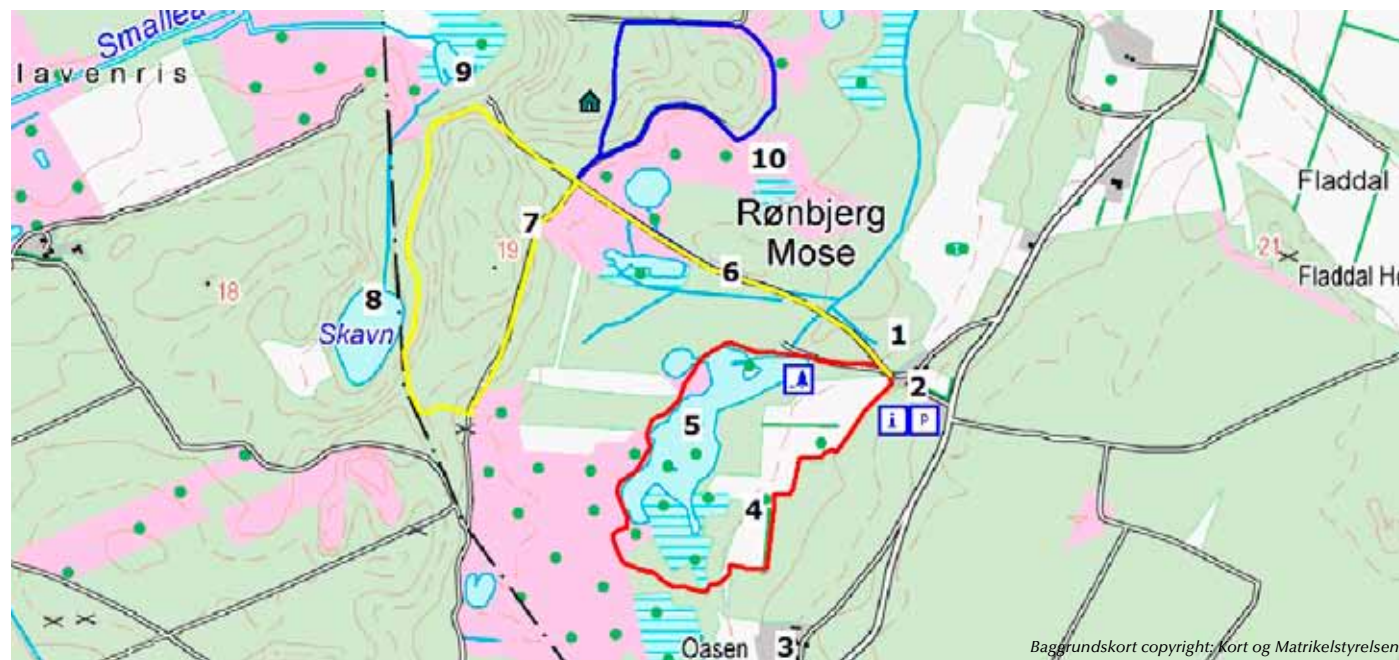 Smalleå
lavenris
9
10
Rønbjerg
Mose
Fladdal
7
19
6
21
Fladdal H
18
8
Skavn
1
2
i
P
5
4
Oasen
3
Baggrundskort copyright: Kort og Matrikelstyrelsen